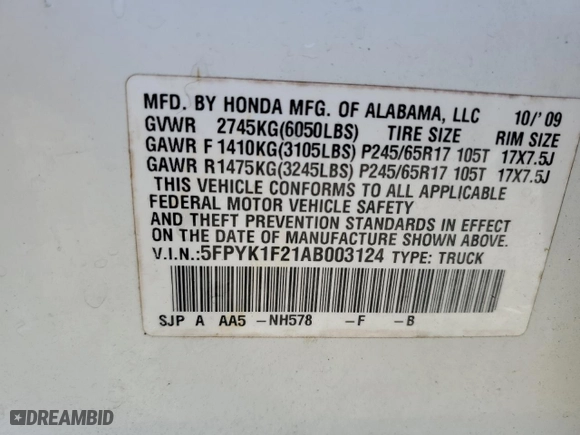 MFD. BY HONDA MFG. OF ALABAMA, LLC 10/'09
GVWR 2745KG(6050LBS) TIRE SIZE RIM SIZE
GAWR F 1410KG(3105LBS) P245/65R17 105T 17X7.5J
GAWR R 1475KG(3245LBS) P245/65R17 105T 17X7.5J
THIS VEHICLE CONFORMS TO ALL APPLICABLE
FEDERAL MOTOR VEHICLE SAFETY
AND THEFT PREVENTION STANDARDS IN EFFECT
ON THE DATE OF MANUFACTURE SHOWN ABOVE.
V.I.N.:5FPYK1F21AB003124 TYPE: TRUCK
SJP A AA5 -NH578 -F -B
DREAMBID